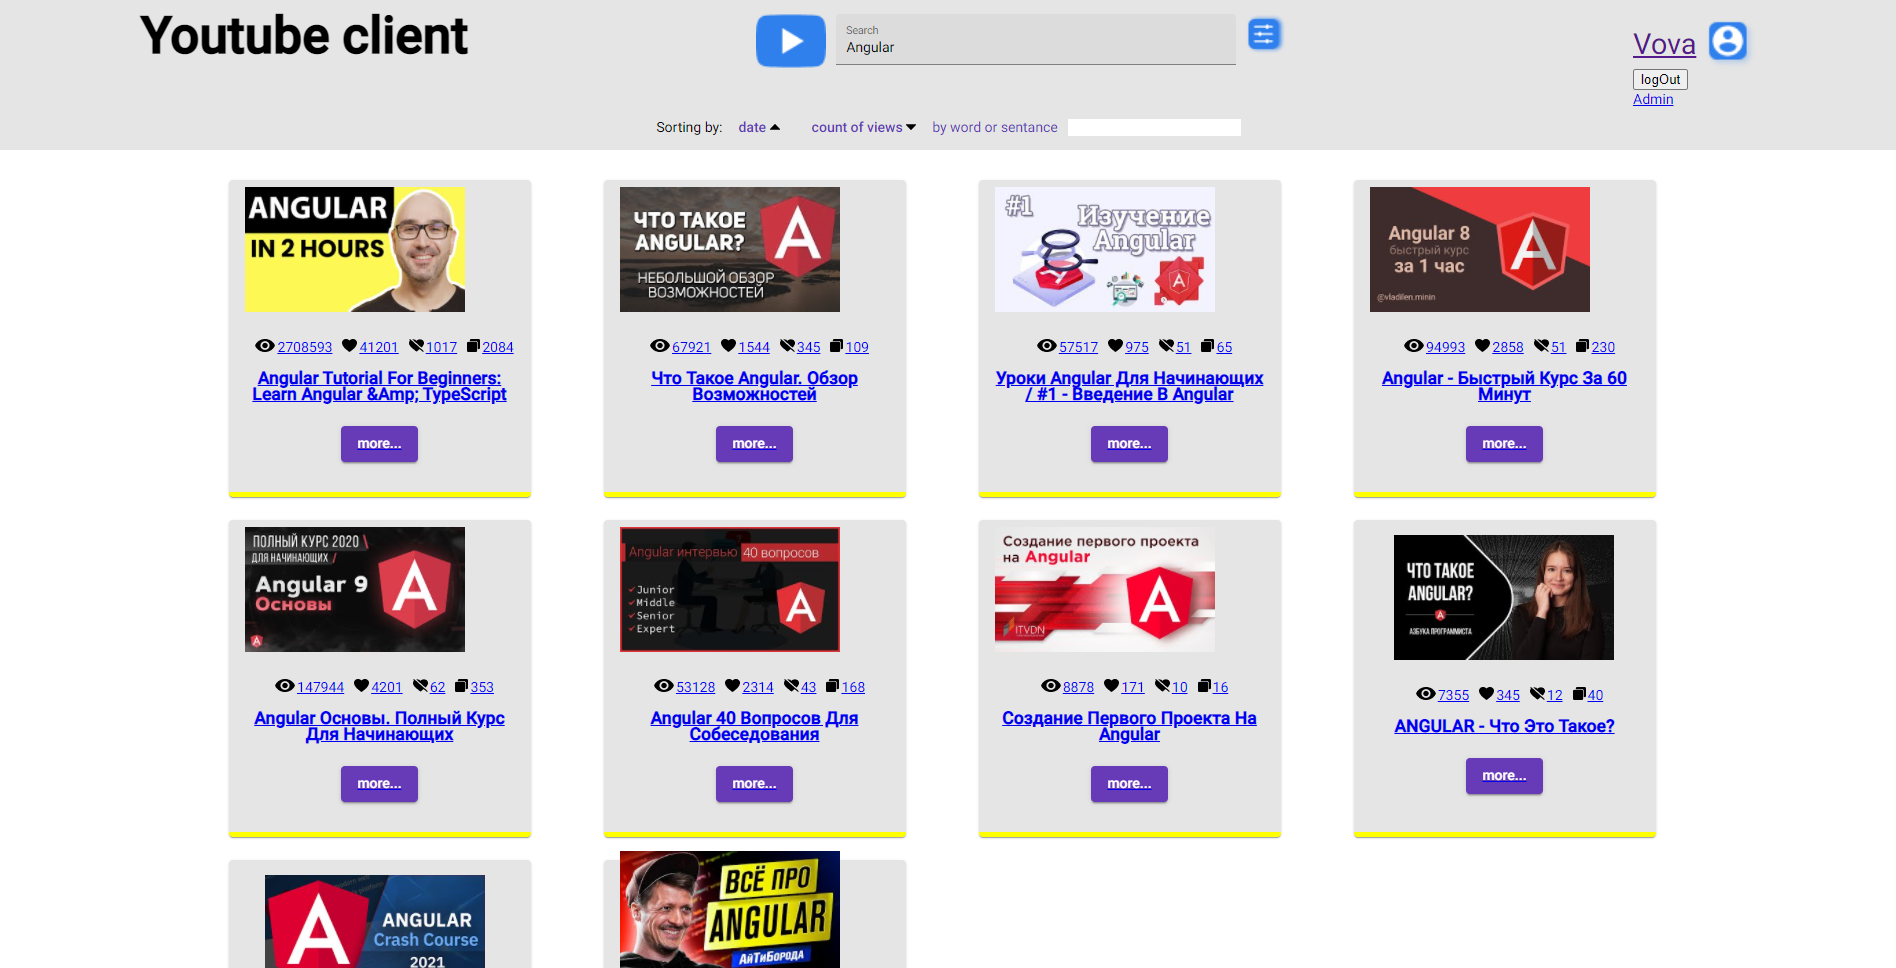 Youtube client
Search
Angular
Vova
logOut
Admin
Sorting by: date count of views by word or sentance
ANGULAR
IN 2 HOURS
2708593 41201 1017 2084
Angular Tutorial For Beginners:
Learn Angular &Amp; TypeScript
more...
ЧТО ТАКОЕ
ANGULAR?
НЕБОЛЬШОЙ ОБЗОР
ВОЗМОЖНОСТЕЙ
67921 1544 345 109
Что Такое Angular. Обзор
Возможностей
more...
#1 Изучение
Angular
57517 975 51 65
Уроки Angular Для Начинающих
/ #1 - Введение В Angular
more...
Angular 8
быстрый курс
за 1 час
@vladilen.minin
94993 2858 51 230
Angular - Быстрый Курс За 60
Минут
more...
ПОЛНЫЙ КУРС 2020 \
ДЛЯ НАЧИНАЮЩИХ /
Angular 9
Основы
147944 4201 62 353
Angular Основы. Полный Курс
Для Начинающих
more...
Angular интервью 40 вопросов
Junior
Middle
Senior
Expert
53128 2314 43 168
Angular 40 Вопросов Для
Собеседования
more...
Создание первого проекта
на Angular
ITVDN
8878 171 10 16
Создание Первого Проекта На
Angular
more...
ЧТО ТАКОЕ
ANGULAR?
АЗБУКА ПРОГРАММИСТА
7355 345 12 40
ANGULAR - Что Это Такое?
more...
ANGULAR
Crash Course
2021
ВСЁ ПРО
ANGULAR
АйТиБорода